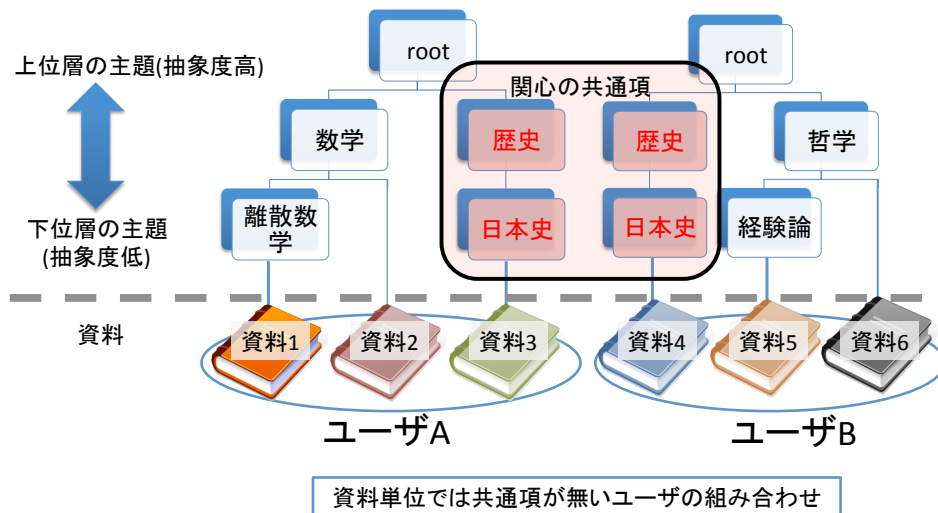 root
root
上位層の主題(抽象度高)
関心の共通項
数学
歴史
歴史
哲学
離散数
学
日本史
日本史
経験論
下位層の主題
(抽象度低)
資料
資料1
資料2
資料3
資料4
資料5
資料6
ユーザA
ユーザB
資料単位では共通項が無いユーザの組み合わせ